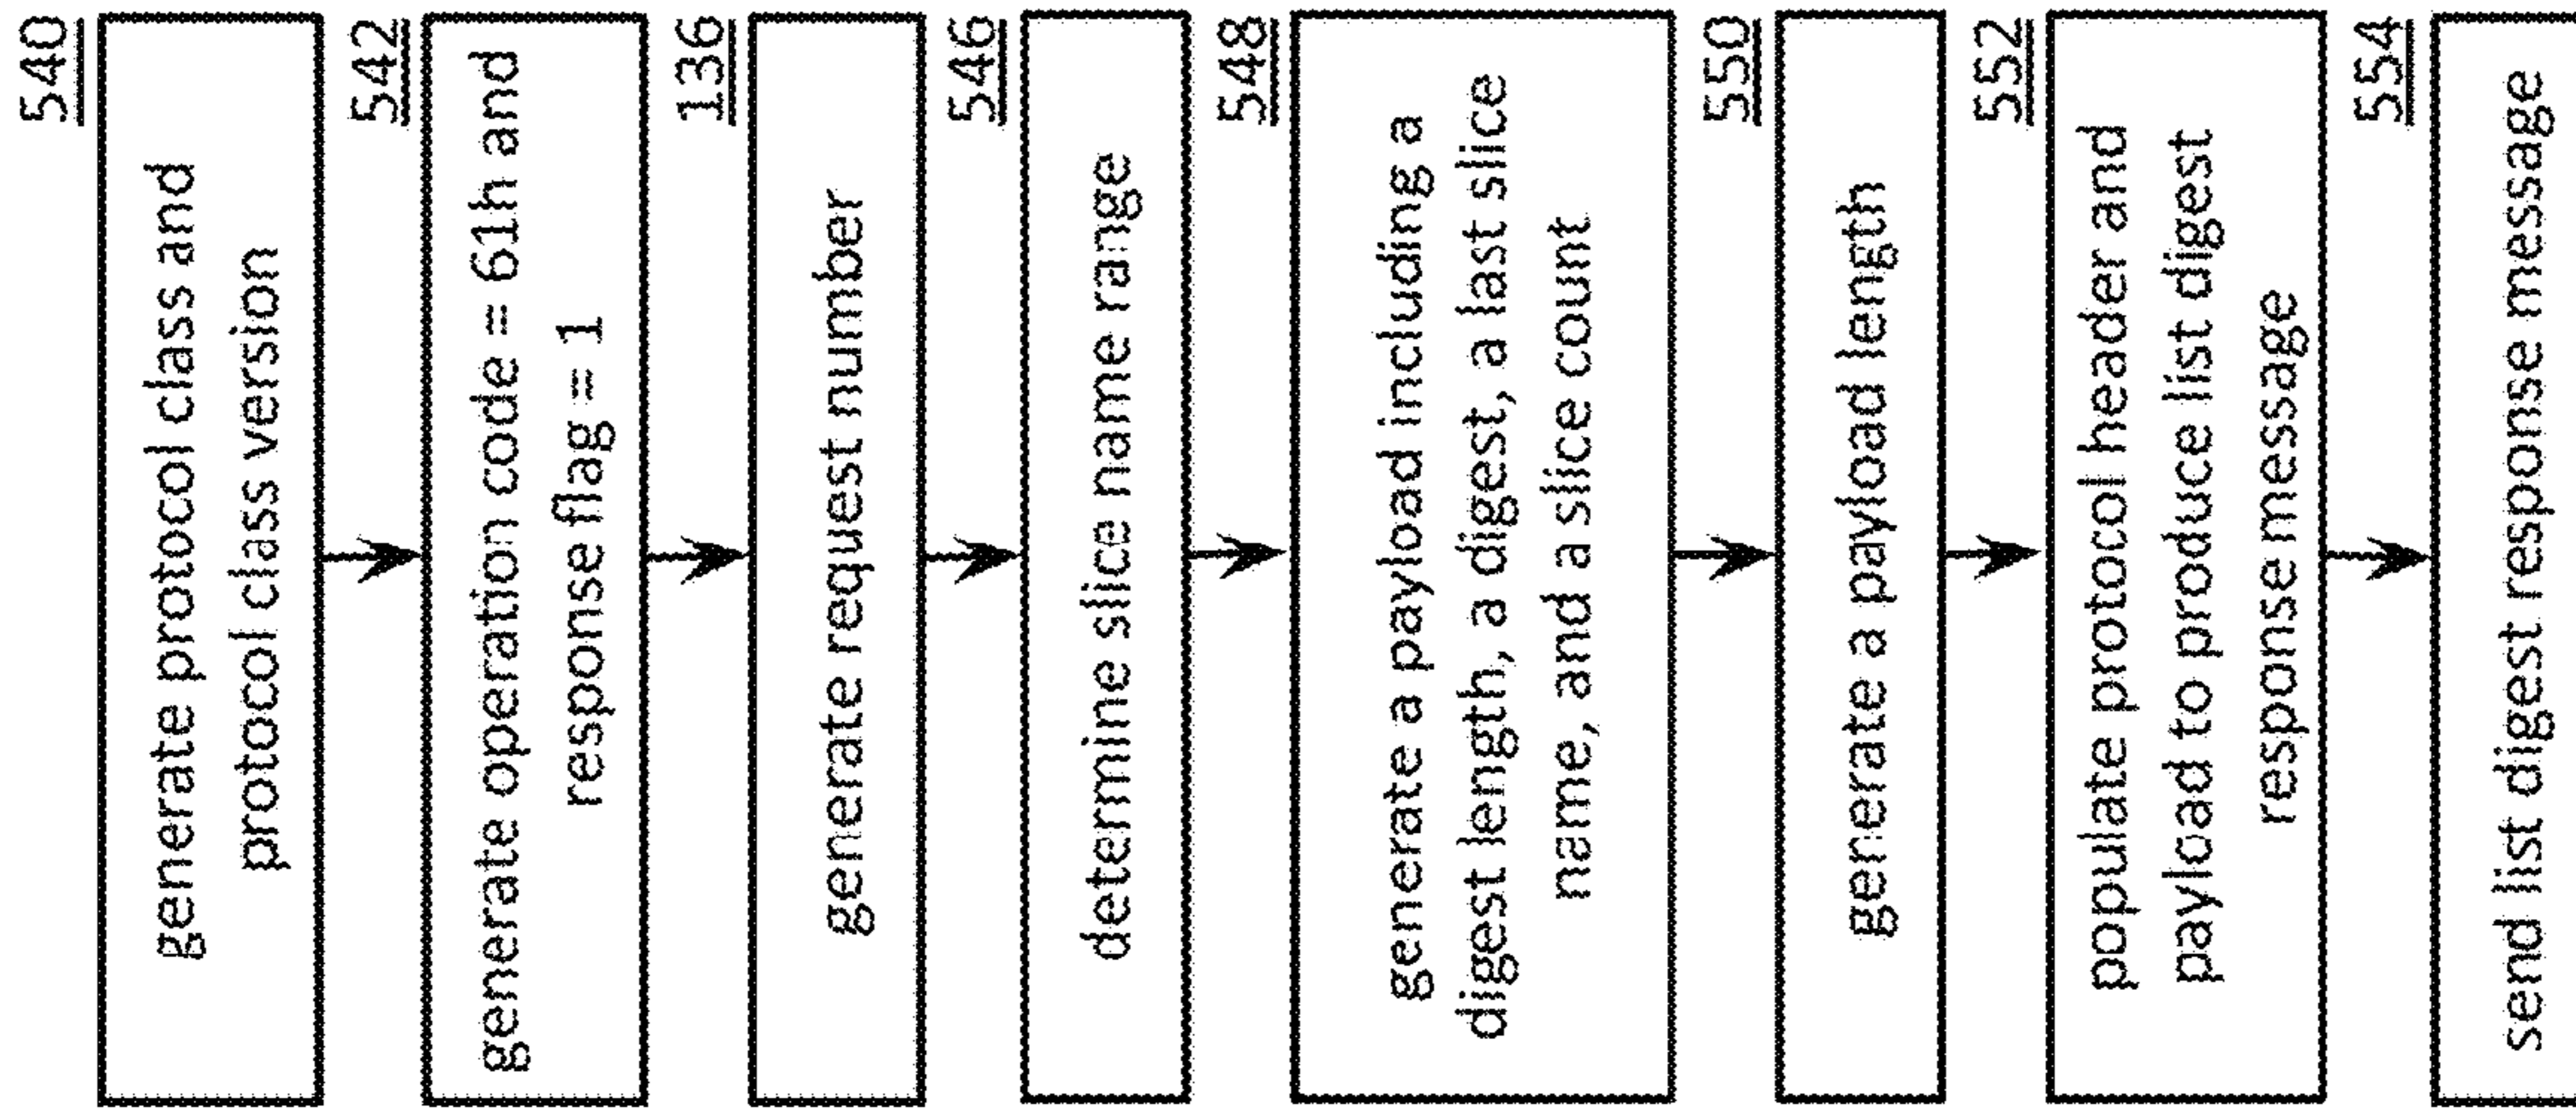 540
generate protocol class and
protocol class version
542
generate operation code = 61h and
response flag = 1
136
generate request number
546
determine slice name range
548
generate a payload including a
digest length, a digest, a last slice
name, and a slice count
550
generate a payload length
552
populate protocol header and
payload to produce list digest
response message
554
send list digest response message